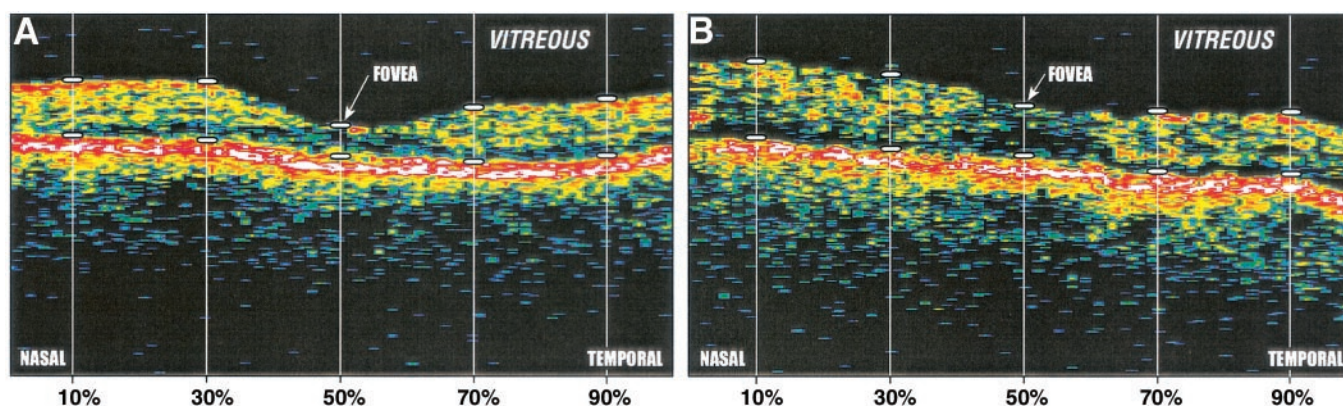 A
VITREOUS
FOVEA
NASAL
TEMPORAL
10% 30% 50% 70% 90%
B
VITREOUS
FOVEA
NASAL
TEMPORAL
10% 30% 50% 70% 90%